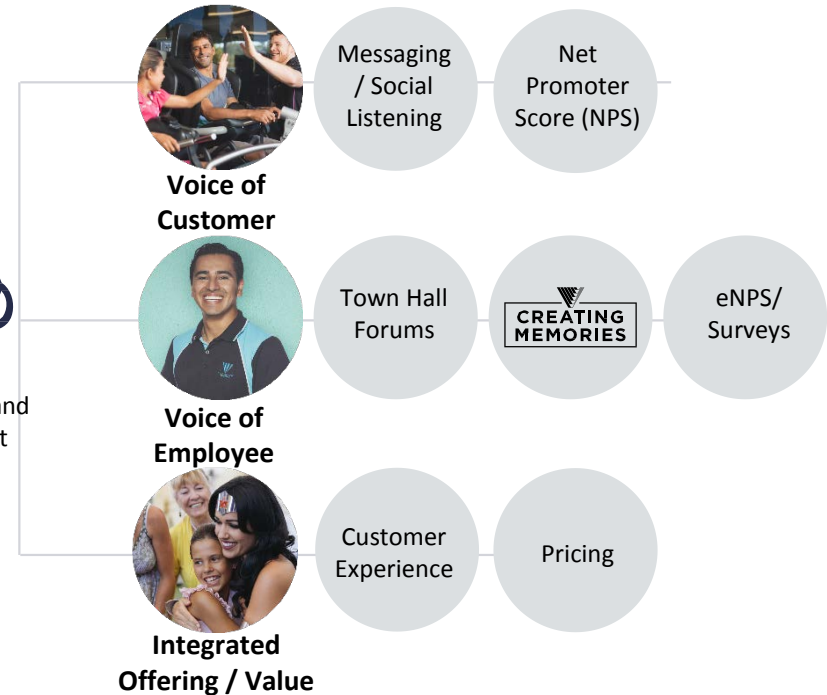 Messaging
/ Social
Listening
Net
Promoter
Score (NPS)
Voice of
Customer
Town Hall
Forums
CREATING
MEMORIES
eNPS/
Surveys
and
t
Voice of
Employee
Customer
Experience
Pricing
Integrated
Offering / Value